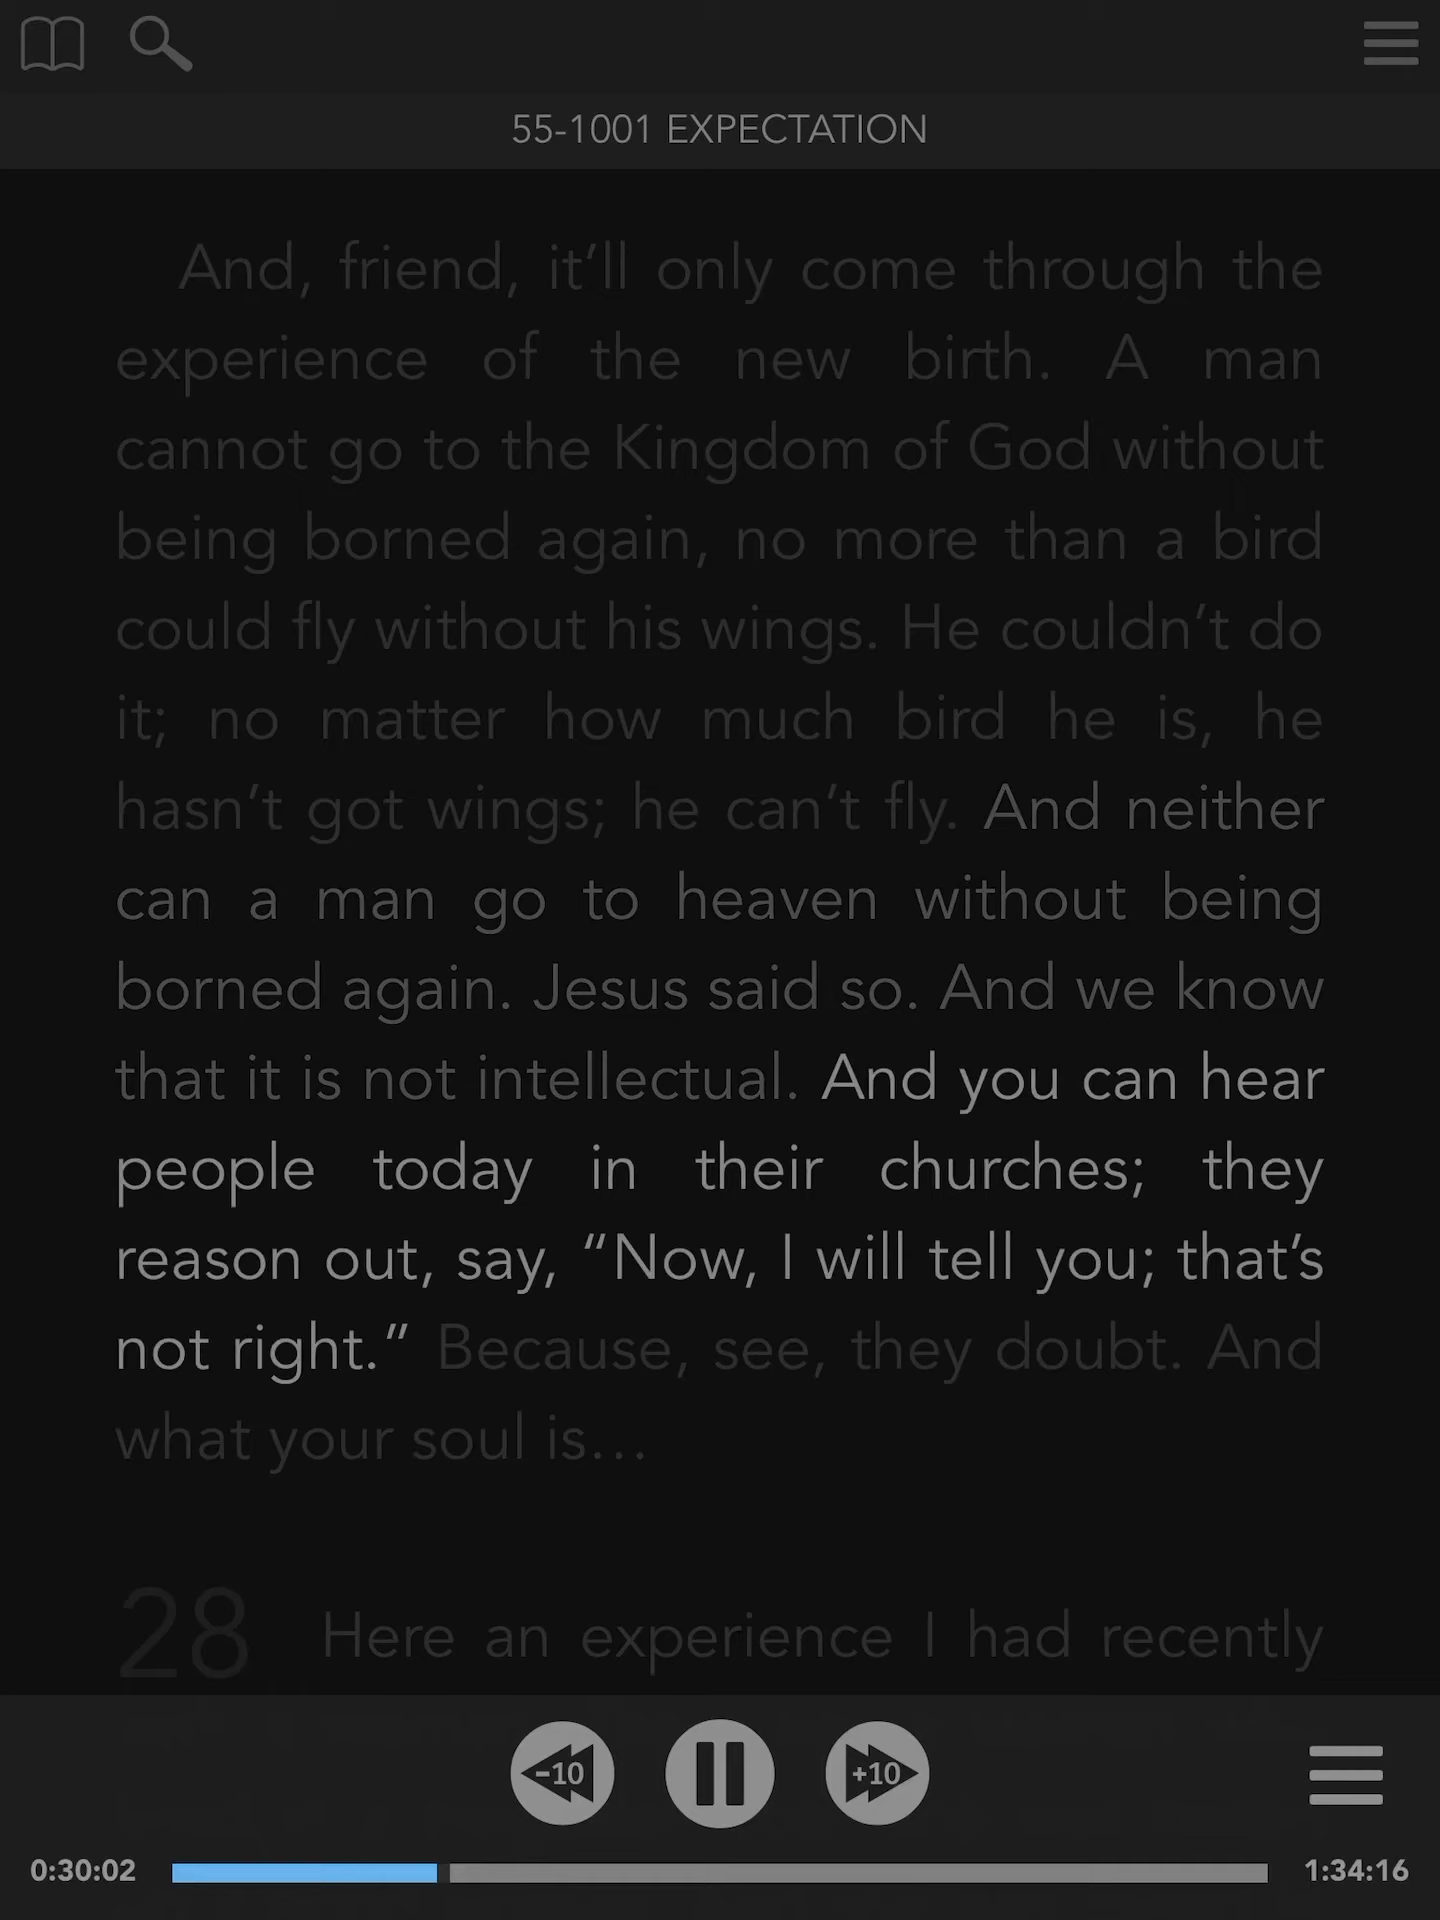 55-1001 EXPECTATION
And, friend, it’ll only come through the
experience of the new birth. A man
cannot go to the Kingdom of God without
being borned again, no more than a bird
could fly without his wings. He couldn’t do
it; no matter how much bird he is, he
hasn’t got wings; he can’t fly. And neither
can a man go to heaven without being
borned again. Jesus said so. And we know
that it is not intellectual. And you can hear
people today in their churches; they
reason out, say, “Now, I will tell you; that’s
not right.” Because, see, they doubt. And
what your soul is…
28 Here an experience I had recently
-10 +10
0:30:02 1:34:16